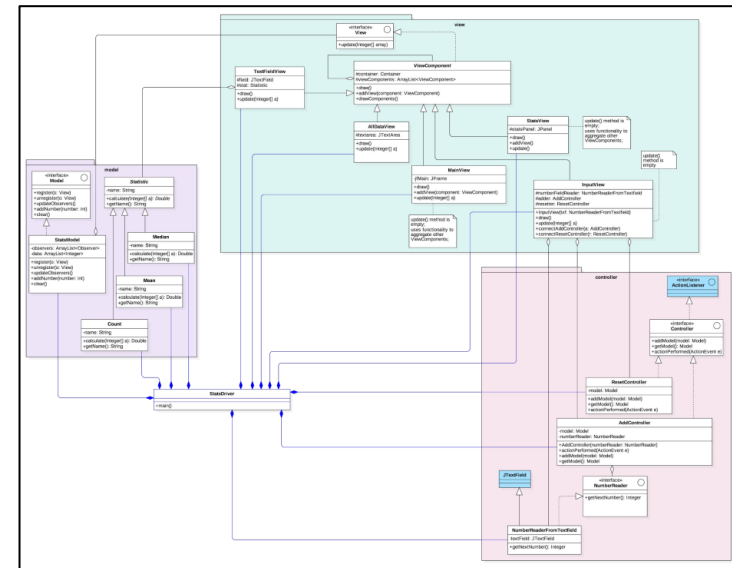 view
«interface»
View
+update(Integer[] array)
ViewComponent
#container: Container
#viewComponents: ArrayList<ViewComponent>
+draw()
+addView(component: ViewComponent)
+drawComponents()
TextFieldView
#field: JTextField
#stat: Statistic
+draw()
+update(Integer[] a)
AllDataView
#textarea: JTextArea
+draw()
+update(Integer[] a)
StatsView
#statsPanel: JPanel
+draw()
+addView()
+update()
update() method is
empty;
uses functionality to
aggregate other
ViewComponents;
MainView
+draw()
+addView(component: ViewComponent)
+update(Integer[] a)
update() method is
empty;
uses functionality to
aggregate other
ViewComponents;
update()
method is
empty
InputView
#numberFieldReader: NumberReaderFromTextfield
#adder: AddController
#resetter: ResetController
+InputView(txf: NumberReaderFromTextfield)
+draw()
+update(Integer[] a)
+connectAddController(a: AddController)
+connectResetController(r: ResetController)
model
«interface»
Model
+register(o: View)
+unregister(o: View)
+updateObservers()
+addNumber(number: int)
+clear()
Statistic
-name: String
+calculate(Integer[] a): Double
+getName(): String
StatsModel
-observers: ArrayList<Observer>
-data: ArrayList<Integer>
+register(o: View)
+unregister(o: View)
+updateObservers()
+addNumber(number: int)
+clear()
Median
-name: String
+calculate(Integer[] a): Double
+getName(): String
Mean
-name: String
+calculate(Integer[] a): Double
+getName(): String
Count
-name: String
+calculate(Integer[] a): Double
+getName(): String
StatsDriver
+main()
controller
«interface»
ActionListener
«interface»
Controller
+addModel(model: Model)
+getModel(): Model
+actionPerformed(ActionEvent e)
ResetController
-model: Model
+addModel(model: Model)
+getModel(): Model
+actionPerformed(ActionEvent e)
AddController
-model: Model
-numberReader: NumberReader
+AddController(numberReader: NumberReader)
+actionPerformed(ActionEvent e)
+addModel(model: Model)
+getModel(): Model
JTextField
«interface»
NumberReader
+getNextNumber(): Integer
NumberReaderFromTextfield
-textField: JTextField
+getNextNumber(): Integer